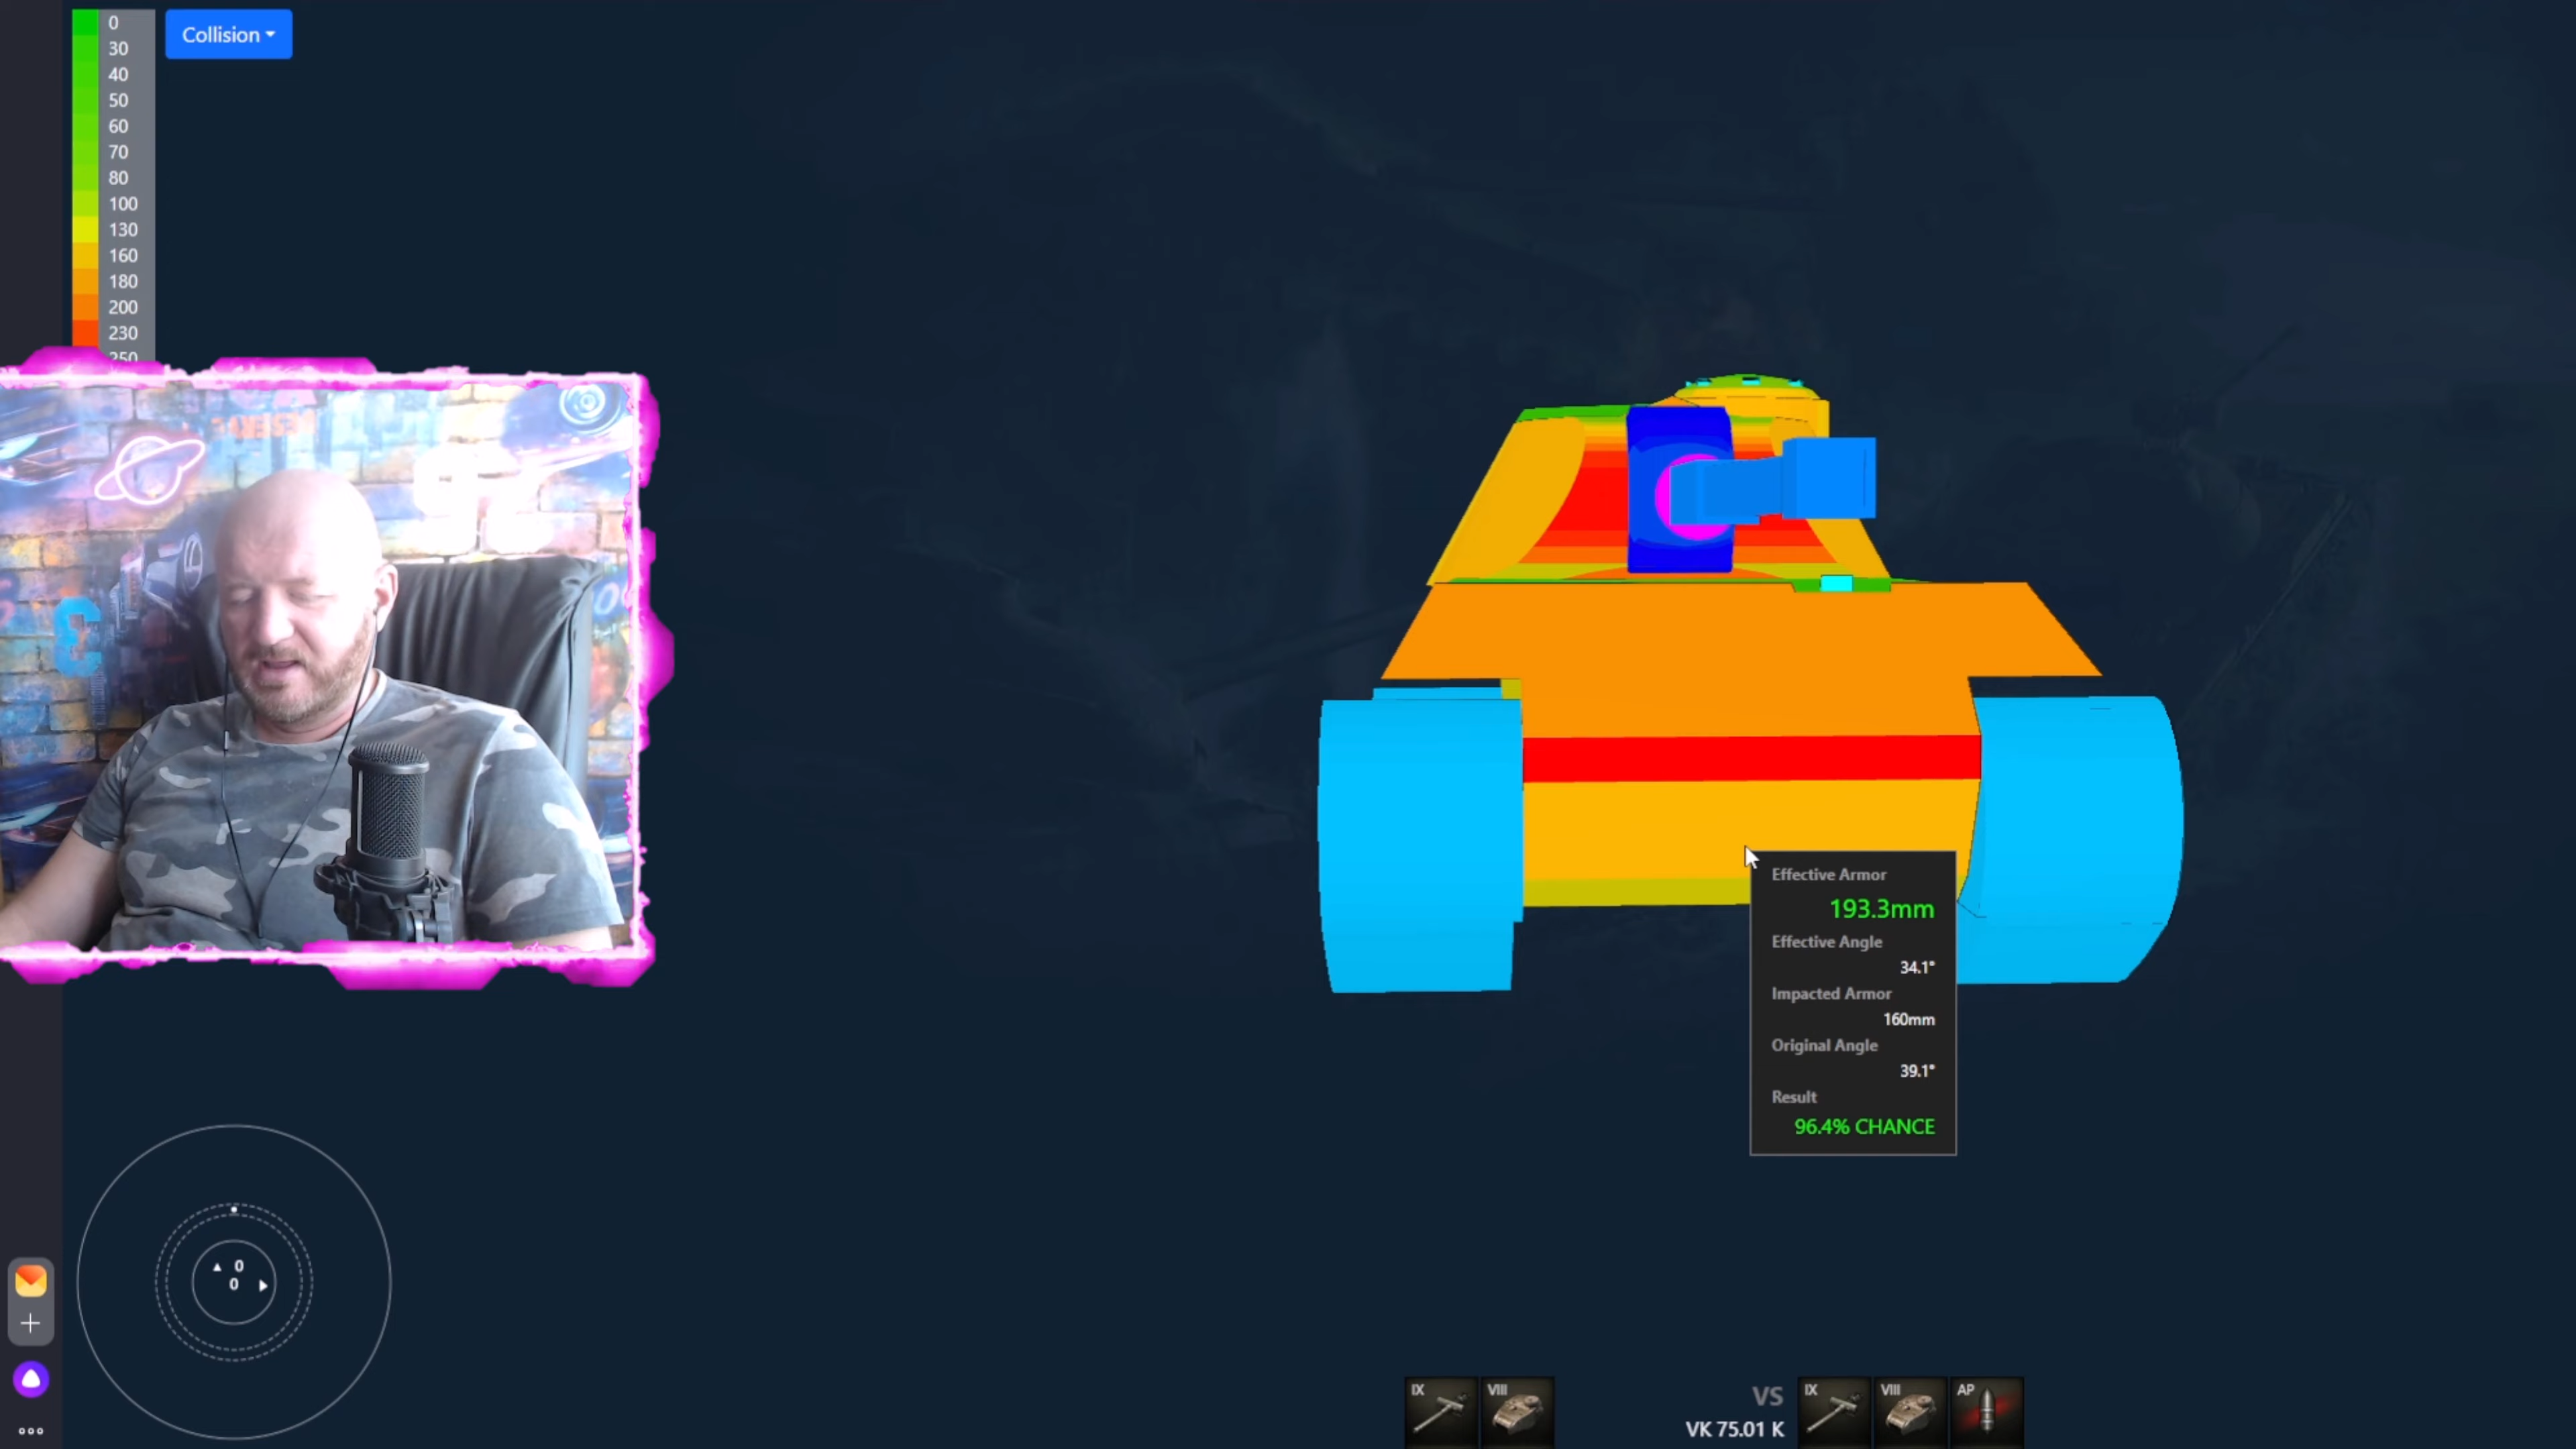 0
30
40
50
60
70
80
100
130
160
180
200
230
250
Collision
Effective Armor
193.3mm
Effective Angle
34.1°
Impacted Armor
160mm
Original Angle
39.1°
Result
96.4% CHANCE
0
0
IX
VIII
VS
VK 75.01 K
IX
VIII
AP